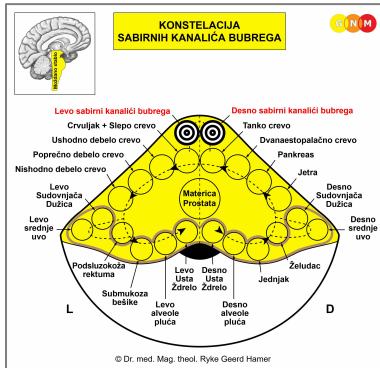 KONSTELACIJA
SABIRNIH KANALIĆA BUBREGA
GNM
Levo sabirni kanalići bubrega
Desno sabirni kanalići bubrega
Crvuljak + Slepo crevo
Tanko crevo
Ushodno debelo crevo
Dvanaestopalačno crevo
Poprečno debelo crevo
Pankreas
Nishodno debelo crevo
Jetra
Levo
Sudovnjača
Dužica
Materica
Prostata
Desno
Sudovnjača
Dužica
Levo
srednje
uvo
Desno
srednje
uvo
Podsluzokoža
rektuma
Levo
Usta
Ždrelo
Desno
Usta
Ždrelo
Želudac
Submukoza
bešike
Jednjak
Levo
alveole
pluća
Desno
alveole
pluća
L
D
© Dr. med. Mag. theol. Ryke Geerd Hamer